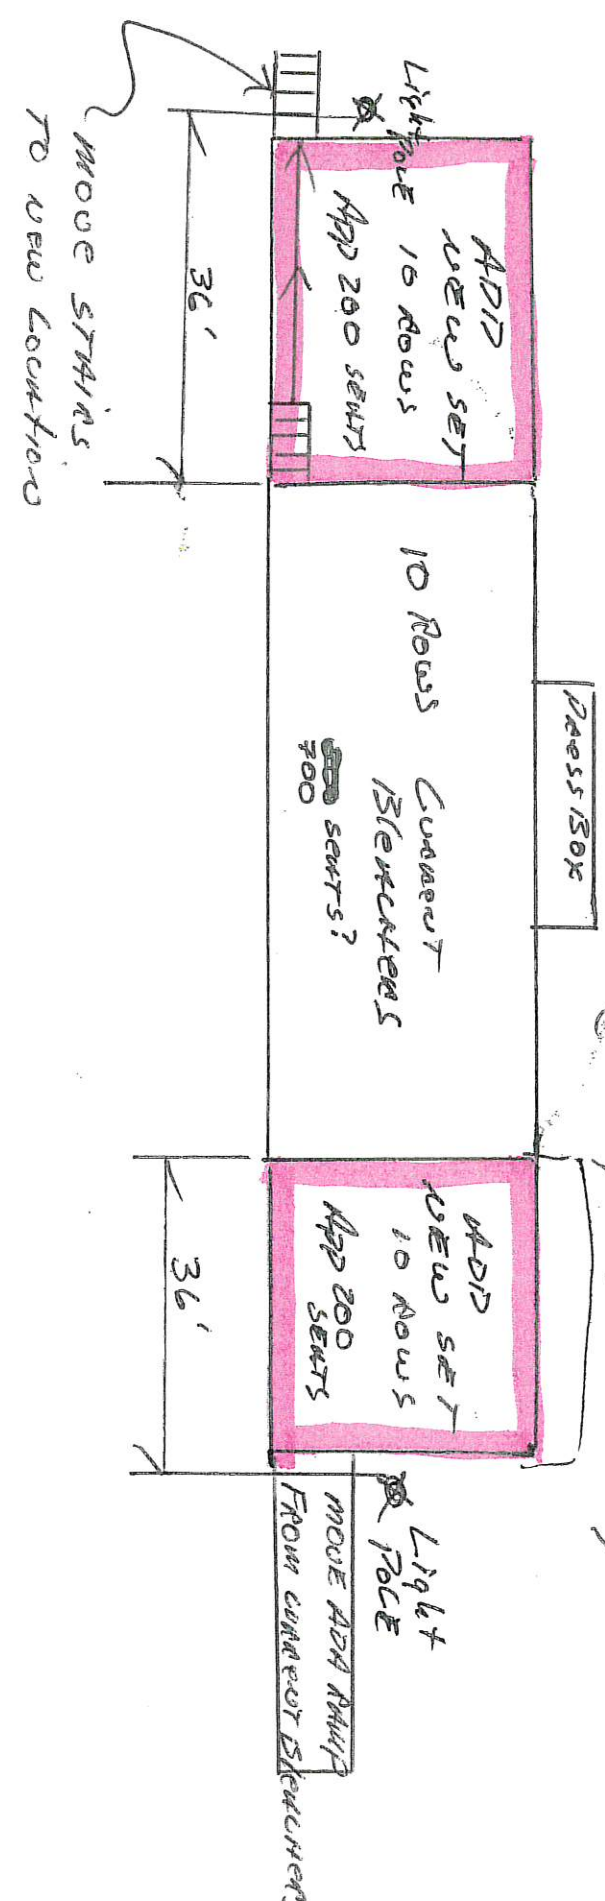 Press Box
Light
Pole
ADD
NEW SET
10 Rows
ADD 200 SEATS
10 Rows
Current
Bleachers
700 SEATS?
ADD
NEW SET
10 Rows
ADD 200
SEATS
Light
Pole
36'
36'
MOVE STAIRS
TO NEW LOCATION
MOVE ADA RAMP
FROM CURRENT Bleachers